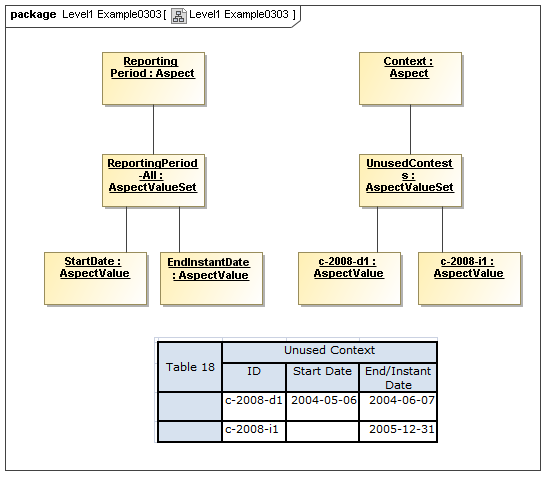 package Level1 Example0303 [ Level1 Example0303 ]
Reporting
Period : Aspect
Context :
Aspect
ReportingPeriod
-All :
AspectValueSet
UnusedContest
s :
AspectValueSet
StartDate :
AspectValue
EndInstantDate
: AspectValue
c-2008-d1 :
AspectValue
c-2008-i1 :
AspectValue
Table 18
Unused Context
ID Start Date End/Instant
Date
c-2008-d1 2004-05-06 2004-06-07
c-2008-i1 2005-12-31